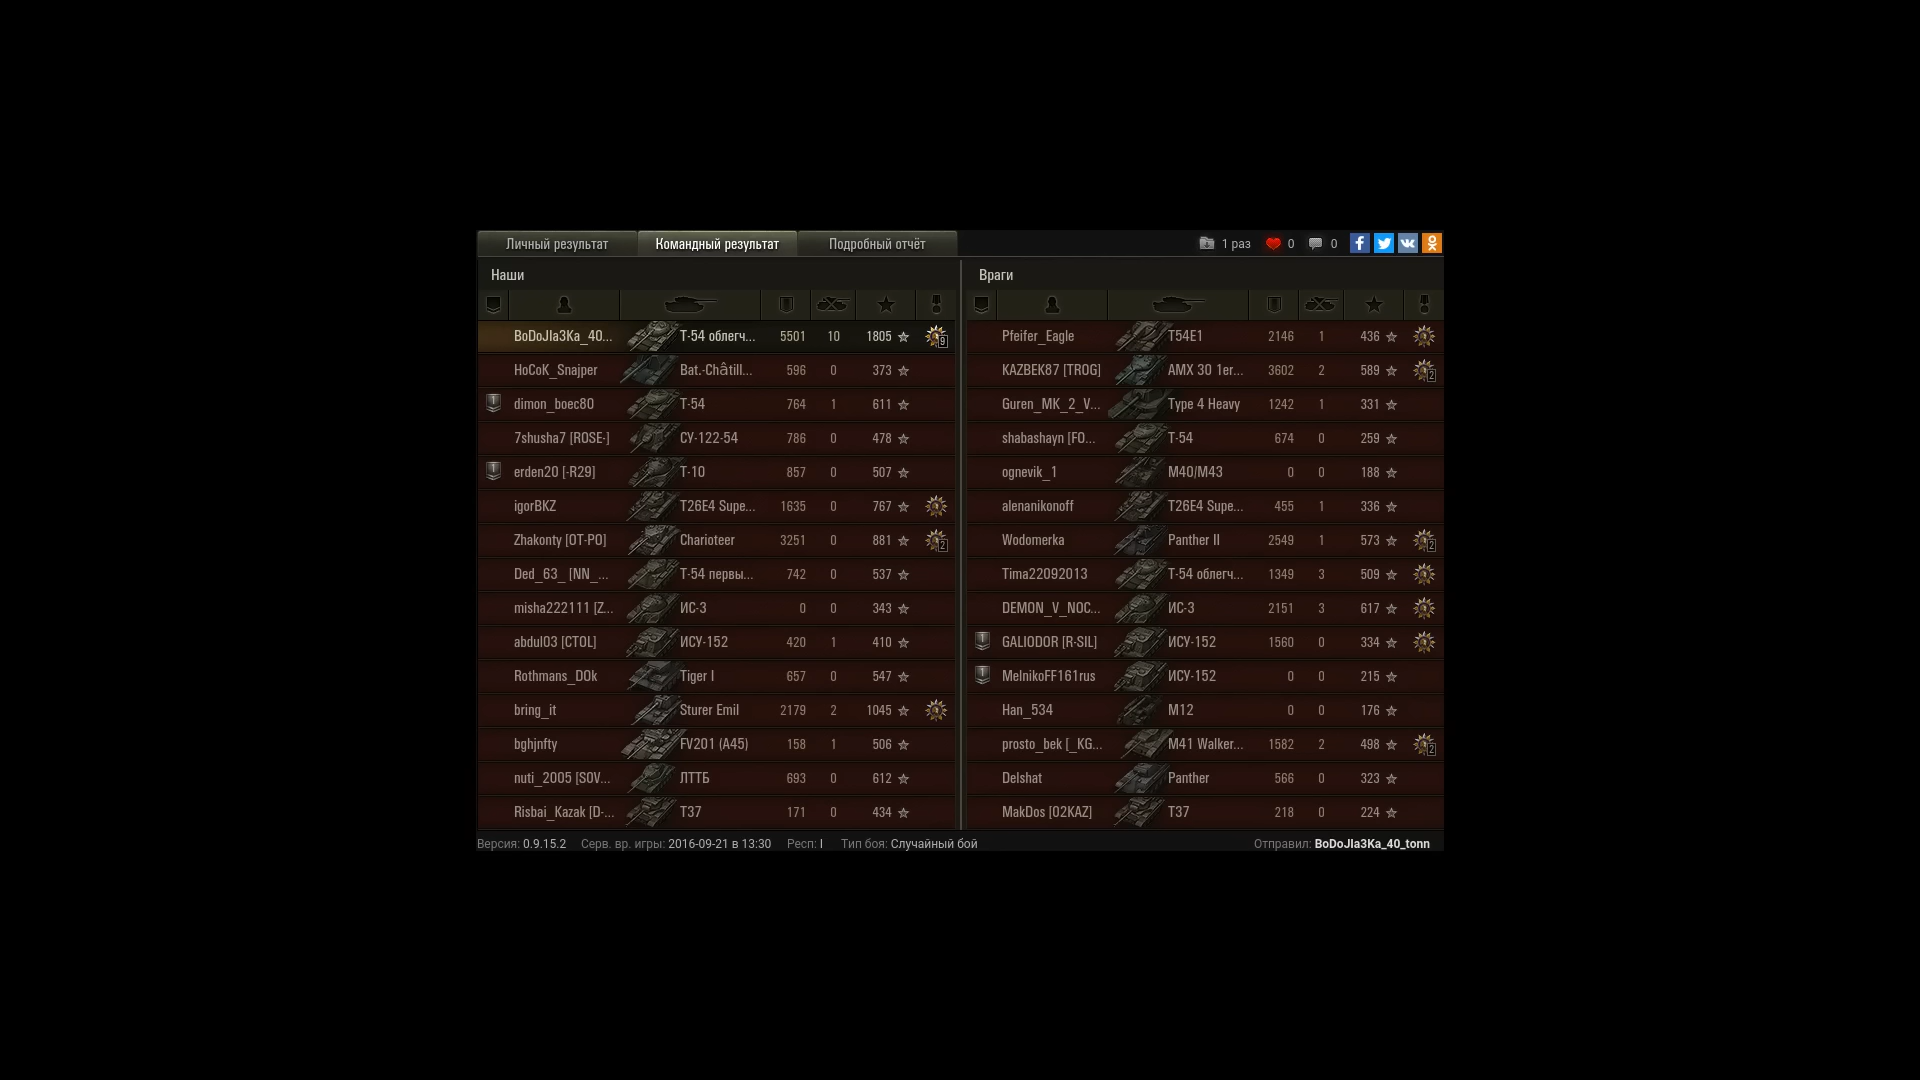 Личный результат Командный результат Подробный отчёт 1 раз 0 0
Наши Враги
BoDoJIa3Ka_40... Т-54 облегч... 5501 10 1805 9 Pfeifer_Eagle T54E1 2146 1 436
HoCoK_Snajper Bat.-Châtill... 596 0 373 KAZBEK87 [TROG] AMX 30 1er... 3602 2 589 2
1 dimon_boec80 Т-54 764 1 611 Guren_MK_2_V... Type 4 Heavy 1242 1 331
7shusha7 [ROSE-] СУ-122-54 786 0 478 shabashayn [FO... Т-54 674 0 259
1 erden20 [-R29] Т-10 857 0 507 ognevik_1 M40/M43 0 0 188
igorBKZ T26E4 Supe... 1635 0 767 alenanikonoff T26E4 Supe... 455 1 336
Zhakonty [OT-PO] Charioteer 3251 0 881 2 Wodomerka Panther II 2549 1 573 2
Ded_63_ [NN_... Т-54 первы... 742 0 537 Tima22092013 Т-54 облегч... 1349 3 509
misha222111 [Z... ИС-3 0 0 343 DEMON_V_NOC... ИС-3 2151 3 617
abdul03 [CTOL] ИСУ-152 420 1 410 1 GALIODOR [R-SIL] ИСУ-152 1560 0 334
Rothmans_DOk Tiger I 657 0 547 1 MelnikoFF161rus ИСУ-152 0 0 215
bring_it Sturer Emil 2179 2 1045 Han_534 M12 0 0 176
bghjnfty FV201 (A45) 158 1 506 prosto_bek [_KG... M41 Walker... 1582 2 498 2
nuti_2005 [SOV... ЛТТБ 693 0 612 Delshat Panther 566 0 323
Risbai_Kazak [D-... T37 171 0 434 MakDos [02KAZ] T37 218 0 224
Версия: 0.9.15.2 Серв. вр. игры: 2016-09-21 в 13:30 Респ: I Тип боя: Случайный бой Отправил: BoDoJIa3Ka_40_tonn